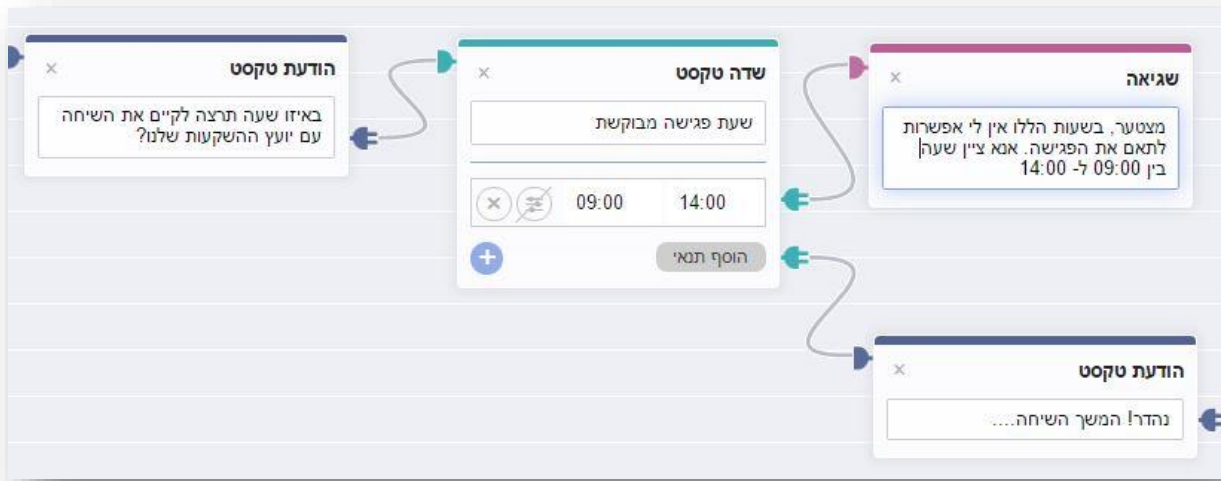 הודעת טקסט
באיזו שעה תרצה לקיים את השיחה
עם יועץ ההשקעות שלנו?
שדה טקסט
שעת פגישה מבוקשת
09:00 14:00
הוסף תנאי
שגיאה
מצטער, בשעות הללו אין לי אפשרות
לתאם את הפגישה. אנא ציין שעה
בין 09:00 ל- 14:00
הודעת טקסט
נהדר! המשך השיחה....